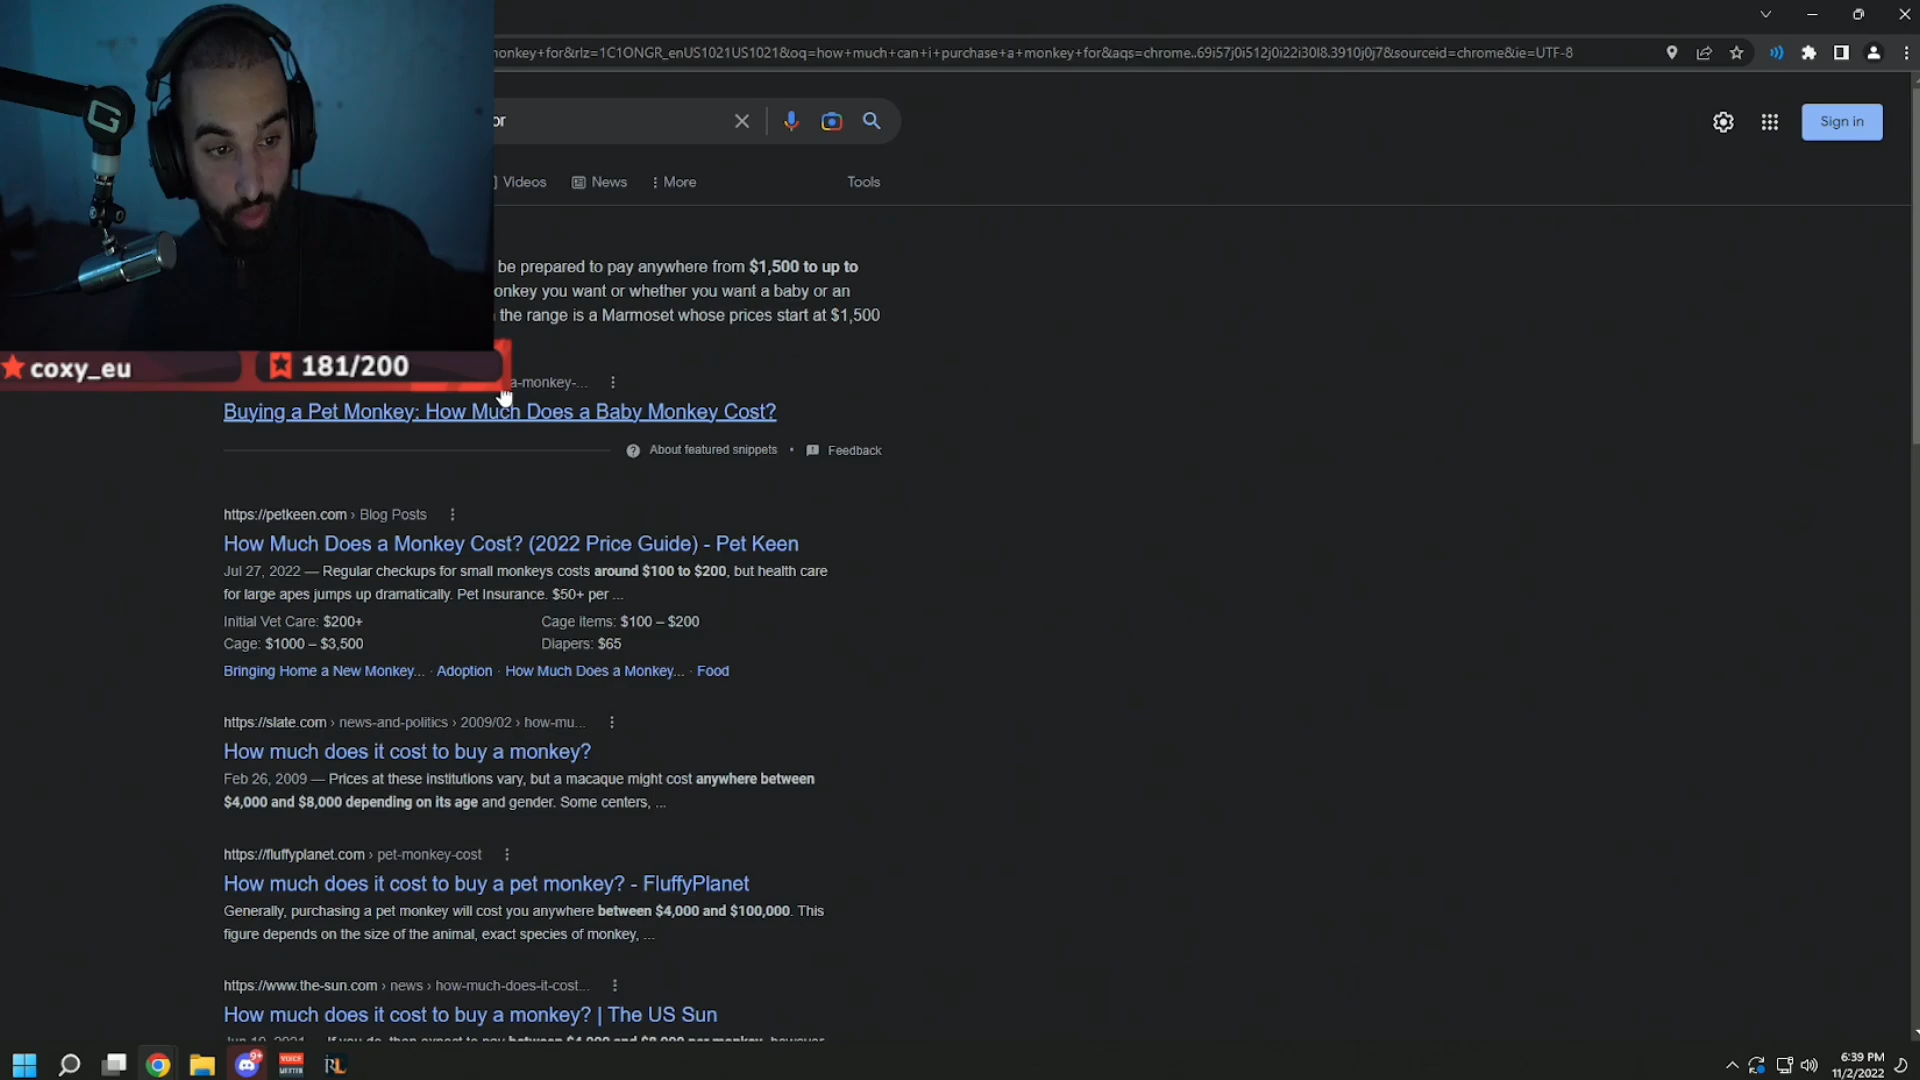 onkey+for&rlz=1C1ONGR_enUS1021US1021&oq=how+much+can+i+purchase+a+monkey+for&aqs=chrome..69i57j0i512j0i22i30l8.3910j0j7&sourceid=chrome&ie=UTF-8
or
Sign in
Videos
News
More
Tools
be prepared to pay anywhere from $1,500 to up to
onkey you want or whether you want a baby or an
the range is a Marmoset whose prices start at $1,500
coxy_eu
181/200
a-monkey-...
Buying a Pet Monkey: How Much Does a Baby Monkey Cost?
About featured snippets • Feedback
https://petkeen.com › Blog Posts
How Much Does a Monkey Cost? (2022 Price Guide) - Pet Keen
Jul 27, 2022 — Regular checkups for small monkeys costs around $100 to $200, but health care
for large apes jumps up dramatically. Pet Insurance. $50+ per ...
Initial Vet Care: $200+ Cage items: $100 – $200
Cage: $1000 – $3,500 Diapers: $65
Bringing Home a New Monkey... · Adoption · How Much Does a Monkey... · Food
https://slate.com › news-and-politics › 2009/02 › how-mu...
How much does it cost to buy a monkey?
Feb 26, 2009 — Prices at these institutions vary, but a macaque might cost anywhere between
$4,000 and $8,000 depending on its age and gender. Some centers, ...
https://fluffyplanet.com › pet-monkey-cost
How much does it cost to buy a pet monkey? - FluffyPlanet
Generally, purchasing a pet monkey will cost you anywhere between $4,000 and $100,000. This
figure depends on the size of the animal, exact species of monkey, ...
https://www.the-sun.com › news › how-much-does-it-cost...
How much does it cost to buy a monkey? | The US Sun
9+
VOICE
RL
6:39 PM
11/2/2022